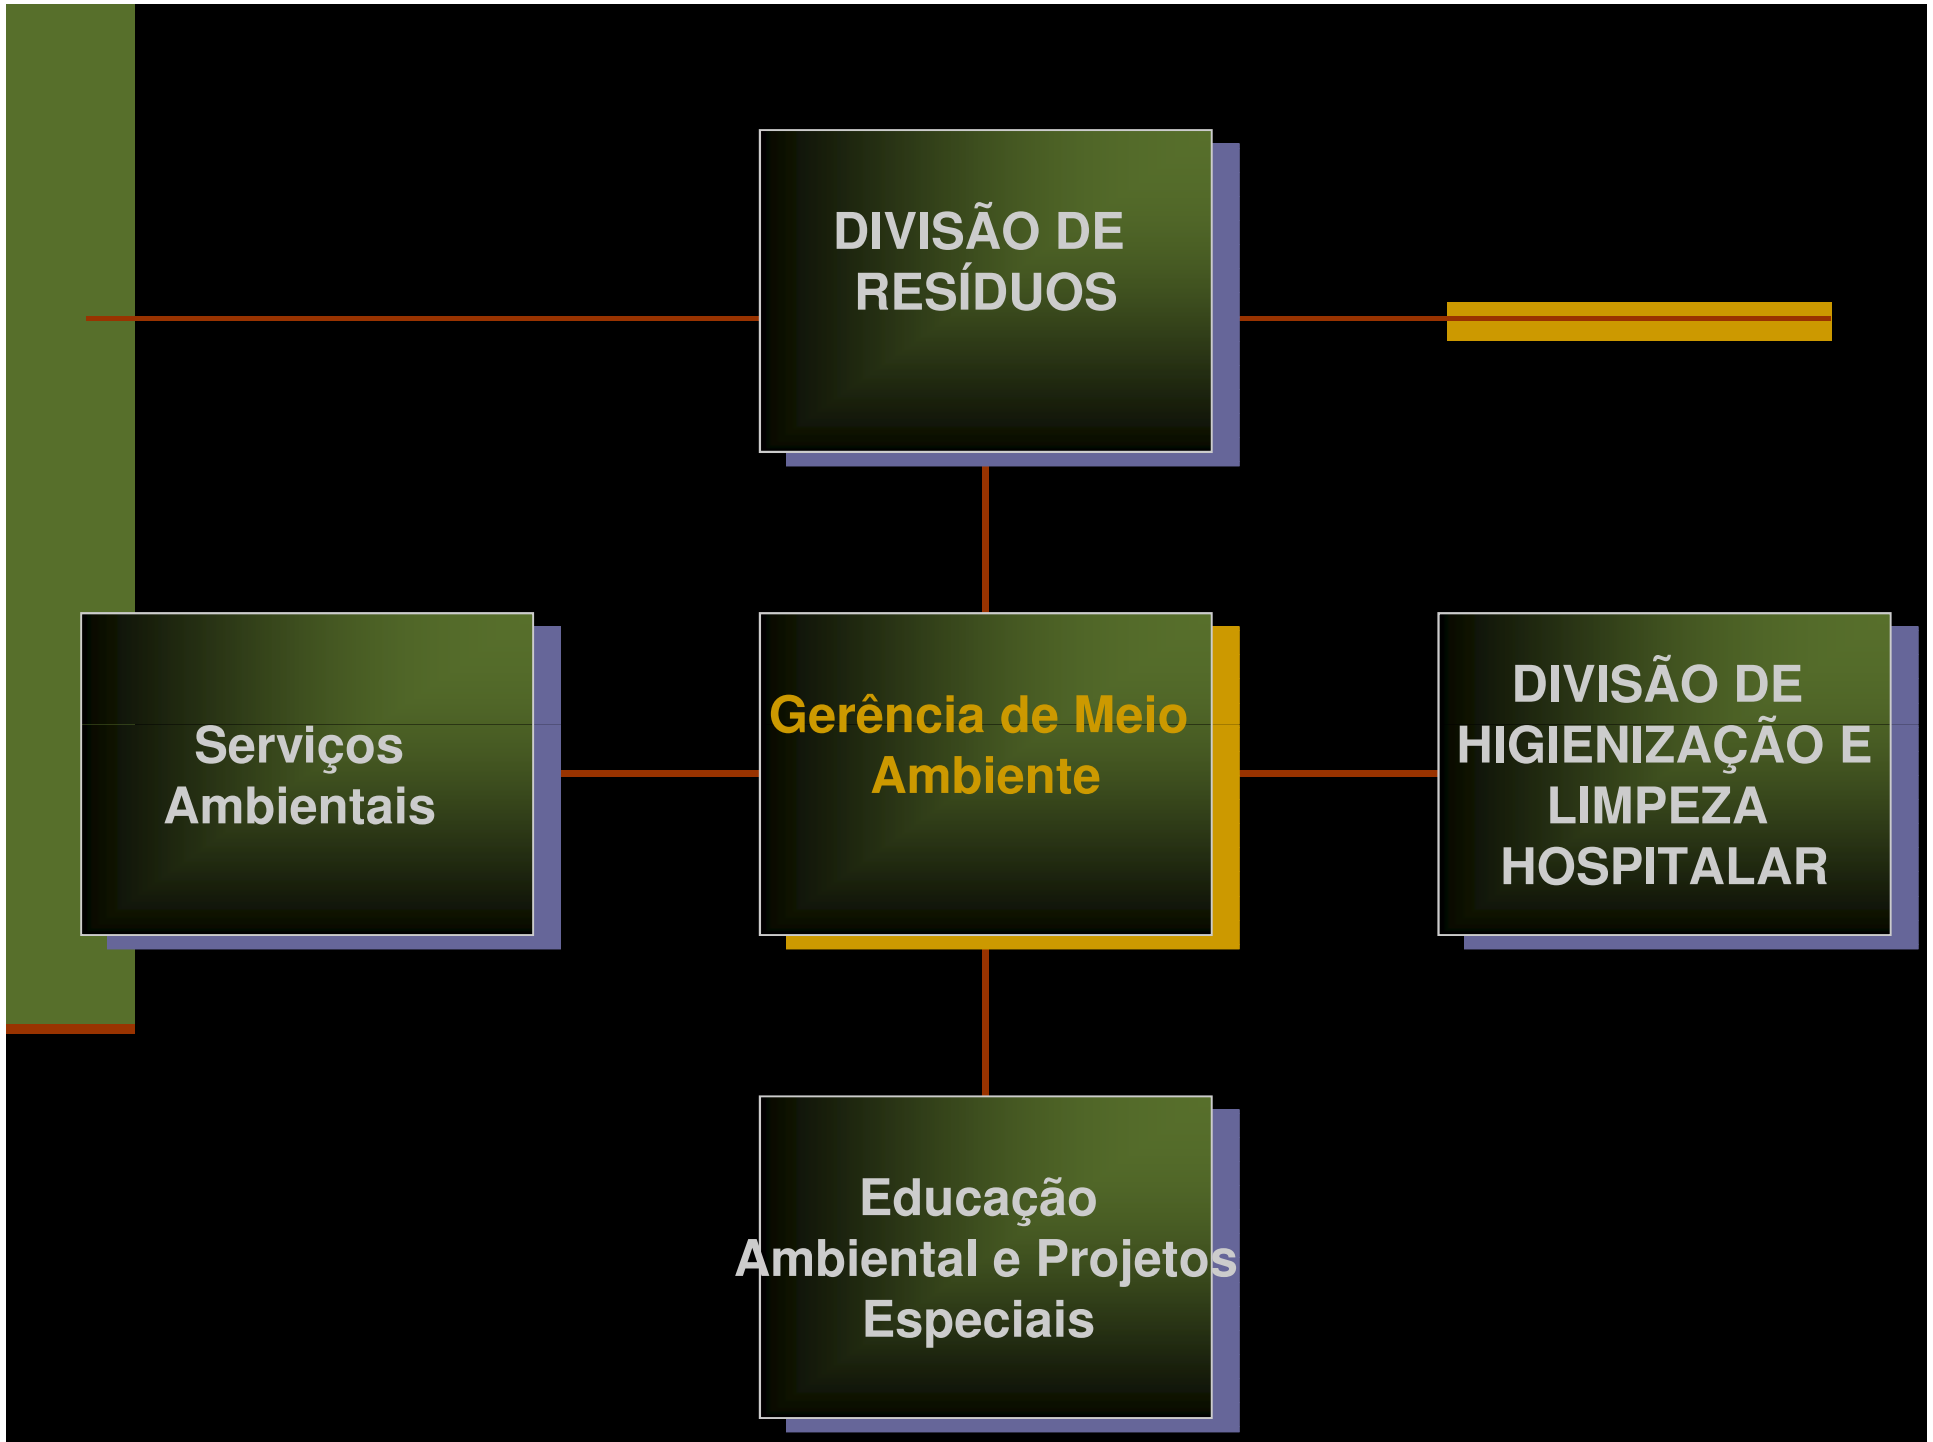 DIVISÃO DE
RESÍDUOS
Serviços
Ambientais
Gerência de Meio
Ambiente
DIVISÃO DE
HIGIENIZAÇÃO E
LIMPEZA
HOSPITALAR
Educação
Ambiental e Projetos
Especiais